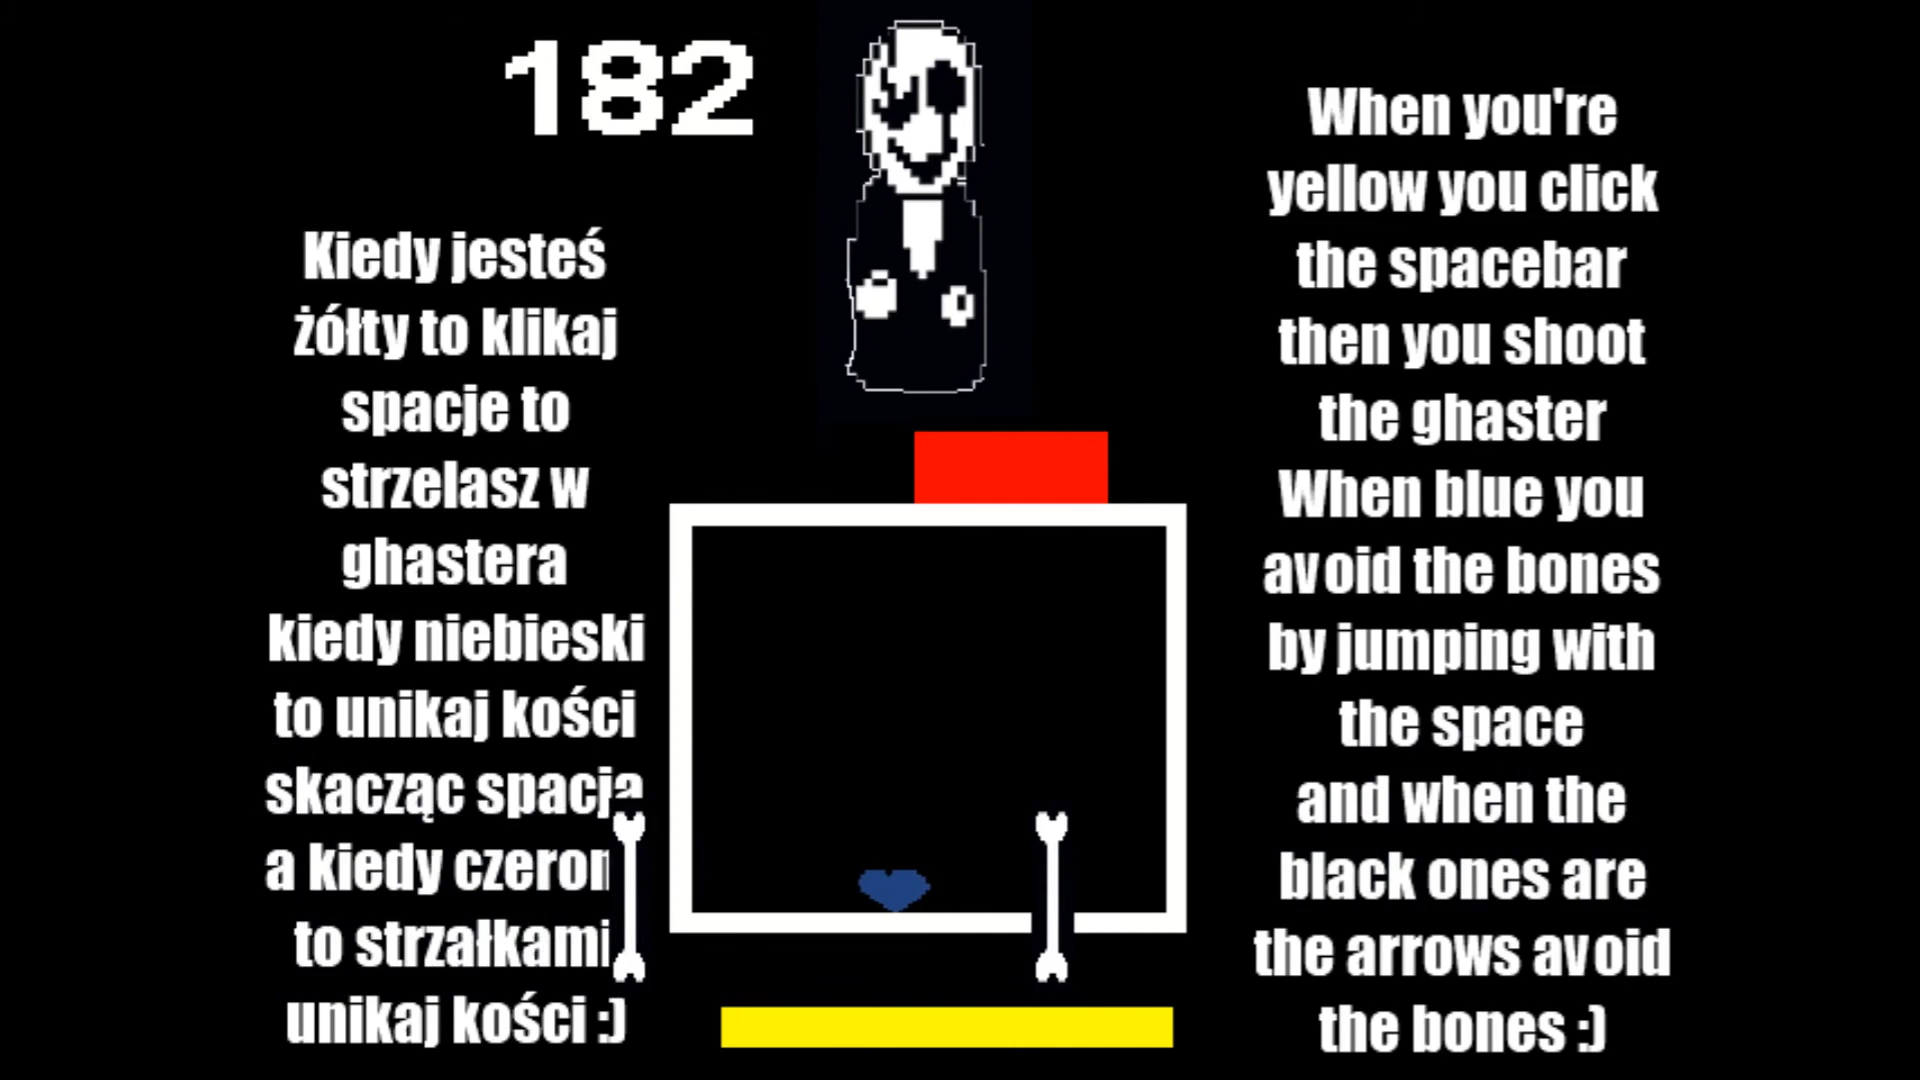 182
Kiedy jesteś
żółty to klikaj
spacje to
strzelasz w
ghastera
kiedy niebieski
to unikaj kości
skacząc spacją
a kiedy
to strzałkami
unikaj kości :)
When you're
yellow you click
the spacebar
then you shoot
the ghaster
When blue you
avoid the bones
by jumping with
the space
and when the
black ones are
the arrows avoid
the bones :)